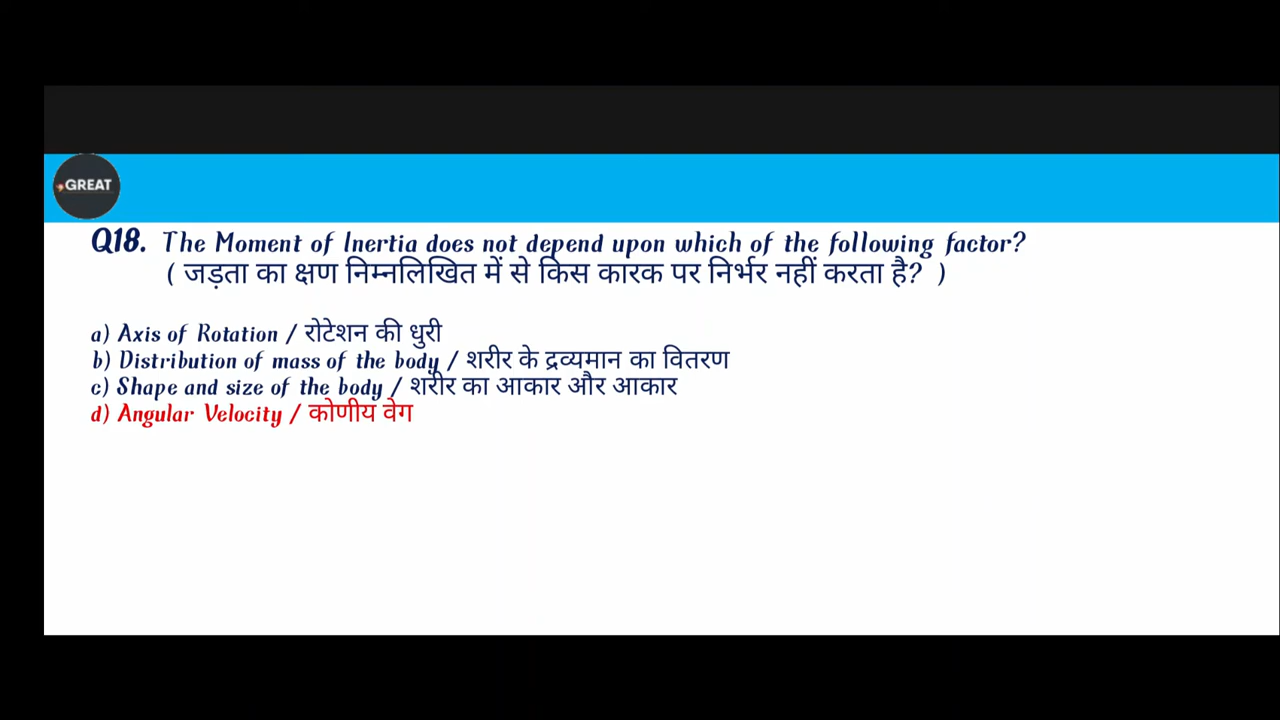 GREAT
Q18. The Moment of Inertia does not depend upon which of the following factor?
( जड़ता का क्षण निम्नलिखित में से किस कारक पर निर्भर नहीं करता है? )
a) Axis of Rotation / रोटेशन की धुरी
b) Distribution of mass of the body / शरीर के द्रव्यमान का वितरण
c) Shape and size of the body / शरीर का आकार और आकार
d) Angular Velocity / कोणीय वेग